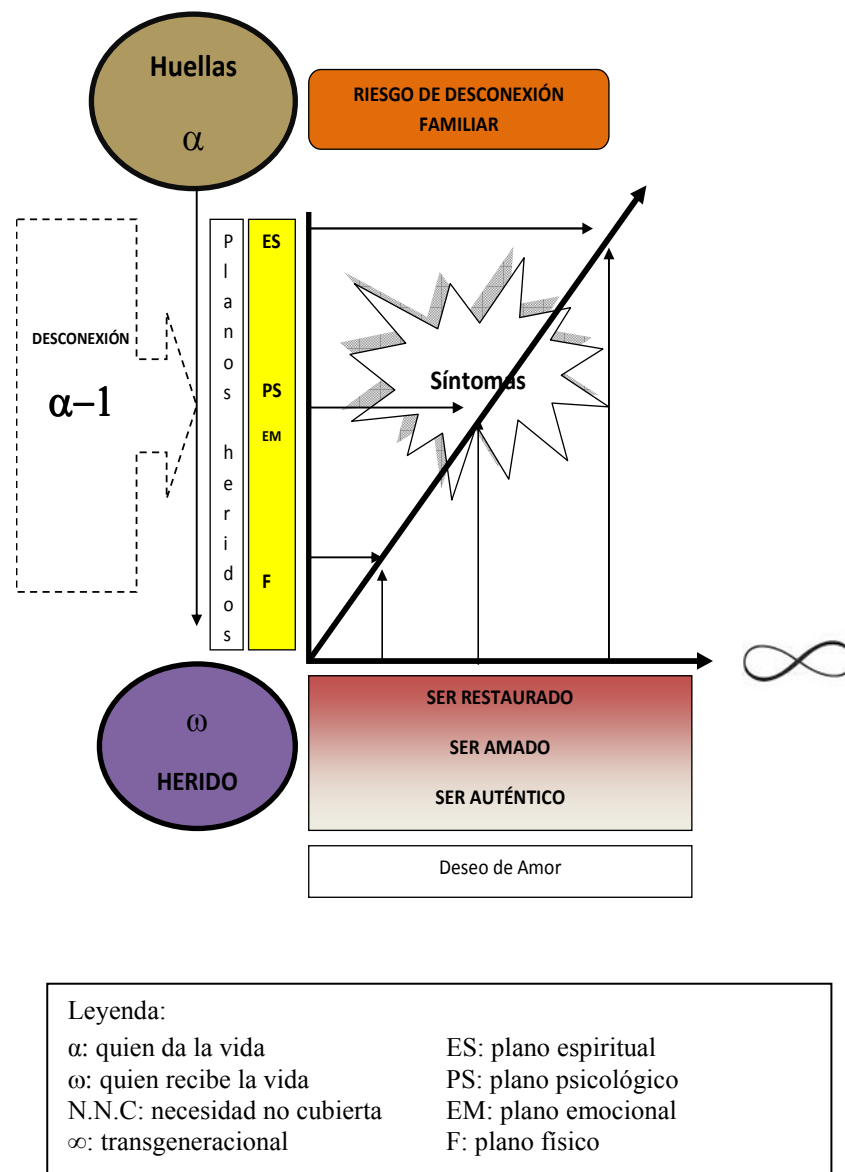 Huellas
α
RIESGO DE DESCONEXIÓN
FAMILIAR
DESCONEXIÓN
α–1
Planos heridos
ES
PS
EM
F
Síntomas
∞
ω
HERIDO
SER RESTAURADO
SER AMADO
SER AUTÉNTICO
Deseo de Amor
Leyenda:
α: quien da la vida
ω: quien recibe la vida
N.N.C: necesidad no cubierta
∞: transgeneracional
ES: plano espiritual
PS: plano psicológico
EM: plano emocional
F: plano físico